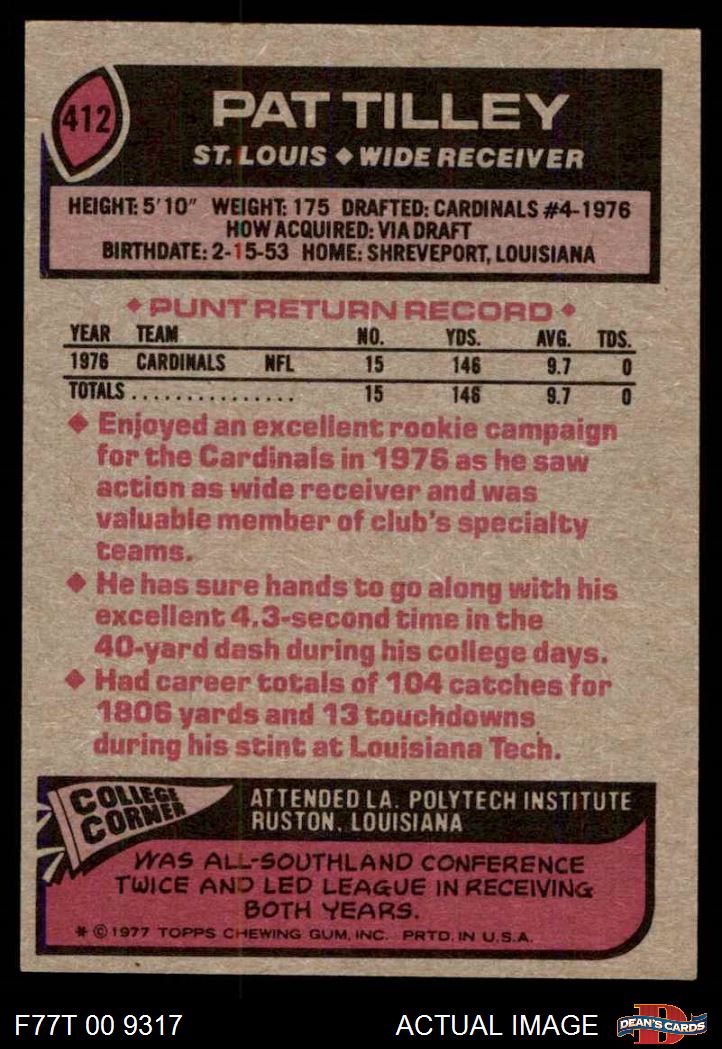 412
PAT TILLEY
ST. LOUIS ◆ WIDE RECEIVER
HEIGHT: 5'10" WEIGHT: 175 DRAFTED: CARDINALS #4-1976
HOW ACQUIRED: VIA DRAFT
BIRTHDATE: 2-15-53 HOME: SHREVEPORT, LOUISIANA
◆ PUNT RETURN RECORD ◆
YEAR TEAM NO. YDS. AVG. TDS.
1976 CARDINALS NFL 15 146 9.7 0
TOTALS............... 15 146 9.7 0
◆ Enjoyed an excellent rookie campaign
for the Cardinals in 1976 as he saw
action as wide receiver and was
valuable member of club's specialty
teams.
◆ He has sure hands to go along with his
excellent 4.3-second time in the
40-yard dash during his college days.
◆ Had career totals of 104 catches for
1806 yards and 13 touchdowns
during his stint at Louisiana Tech.
COLLEGE
CORNER
ATTENDED LA. POLYTECH INSTITUTE
RUSTON, LOUISIANA
WAS ALL-SOUTHLAND CONFERENCE
TWICE AND LED LEAGUE IN RECEIVING
BOTH YEARS.
* © 1977 TOPPS CHEWING GUM, INC. PRTD. IN U.S.A.
F77T 00 9317
ACTUAL IMAGE
D
DEAN'S CARDS